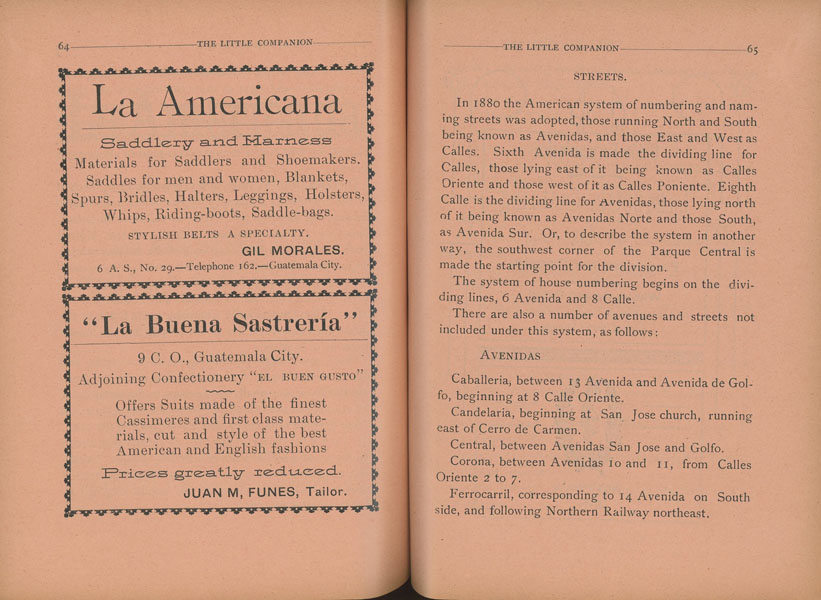 64 THE LITTLE COMPANION
La Americana
Saddlery and Harness
Materials for Saddlers and Shoemakers.
Saddles for men and women, Blankets,
Spurs, Bridles, Halters, Leggings, Holsters,
Whips, Riding-boots, Saddle-bags.
STYLISH BELTS A SPECIALTY.
GIL MORALES.
6 A. S., No. 29.—Telephone 162.—Guatemala City.
"La Buena Sastrería"
9 C. O., Guatemala City.
Adjoining Confectionery "EL BUEN GUSTO"
Offers Suits made of the finest
Cassimeres and first class mate-
rials, cut and style of the best
American and English fashions
Prices greatly reduced.
JUAN M, FUNES, Tailor.
THE LITTLE COMPANION 65
STREETS.
In 1880 the American system of numbering and nam-
ing streets was adopted, those running North and South
being known as Avenidas, and those East and West as
Calles. Sixth Avenida is made the dividing line for
Calles, those lying east of it being known as Calles
Oriente and those west of it as Calles Poniente. Eighth
Calle is the dividing line for Avenidas, those lying north
of it being known as Avenidas Norte and those South,
as Avenida Sur. Or, to describe the system in another
way, the southwest corner of the Parque Central is
made the starting point for the division.
The system of house numbering begins on the divi-
ding lines, 6 Avenida and 8 Calle.
There are also a number of avenues and streets not
included under this system, as follows:
AVENIDAS
Caballeria, between 13 Avenida and Avenida de Gol-
fo, beginning at 8 Calle Oriente.
Candelaria, beginning at San Jose church, running
east of Cerro de Carmen.
Central, between Avenidas San Jose and Golfo.
Corona, between Avenidas 10 and 11, from Calles
Oriente 2 to 7.
Ferrocarril, corresponding to 14 Avenida on South
side, and following Northern Railway northeast.